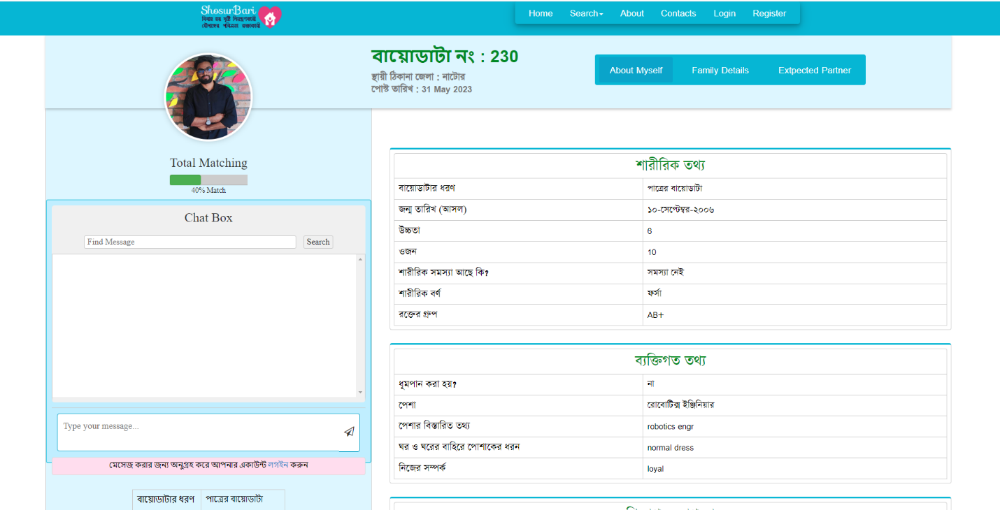 ShosurBari
Home Search About Contacts Login Register
বায়োডাটা নং : 230
স্থায়ী ঠিকানা জেলা : নাটোর
পোস্ট তারিখ : 31 May 2023
About Myself Family Details Extpected Partner
Total Matching
40% Match
Chat Box
Find Message Search
Type your message...
মেসেজ করার জন্য অনুগ্রহ করে আপনার একাউন্ট লগইন করুন
বায়োডাটার ধরণ পাত্রের বায়োডাটা
শারীরিক তথ্য
বায়োডাটার ধরণ পাত্রের বায়োডাটা
জন্ম তারিখ (আসল) ১০-সেপ্টেম্বর-২০০৬
উচ্চতা 6
ওজন 10
শারীরিক সমস্যা আছে কি? সমস্যা নেই
শারীরিক বর্ণ ফর্সা
রক্তের গ্রুপ AB+
ব্যক্তিগত তথ্য
ধূমপান করা হয়? না
পেশা রোবোটিক্স ইঞ্জিনিয়ার
পেশার বিস্তারিত তথ্য robotics engr
ঘর ও ঘরের বাহিরে পোশাকের ধরন normal dress
নিজের সম্পর্ক loyal